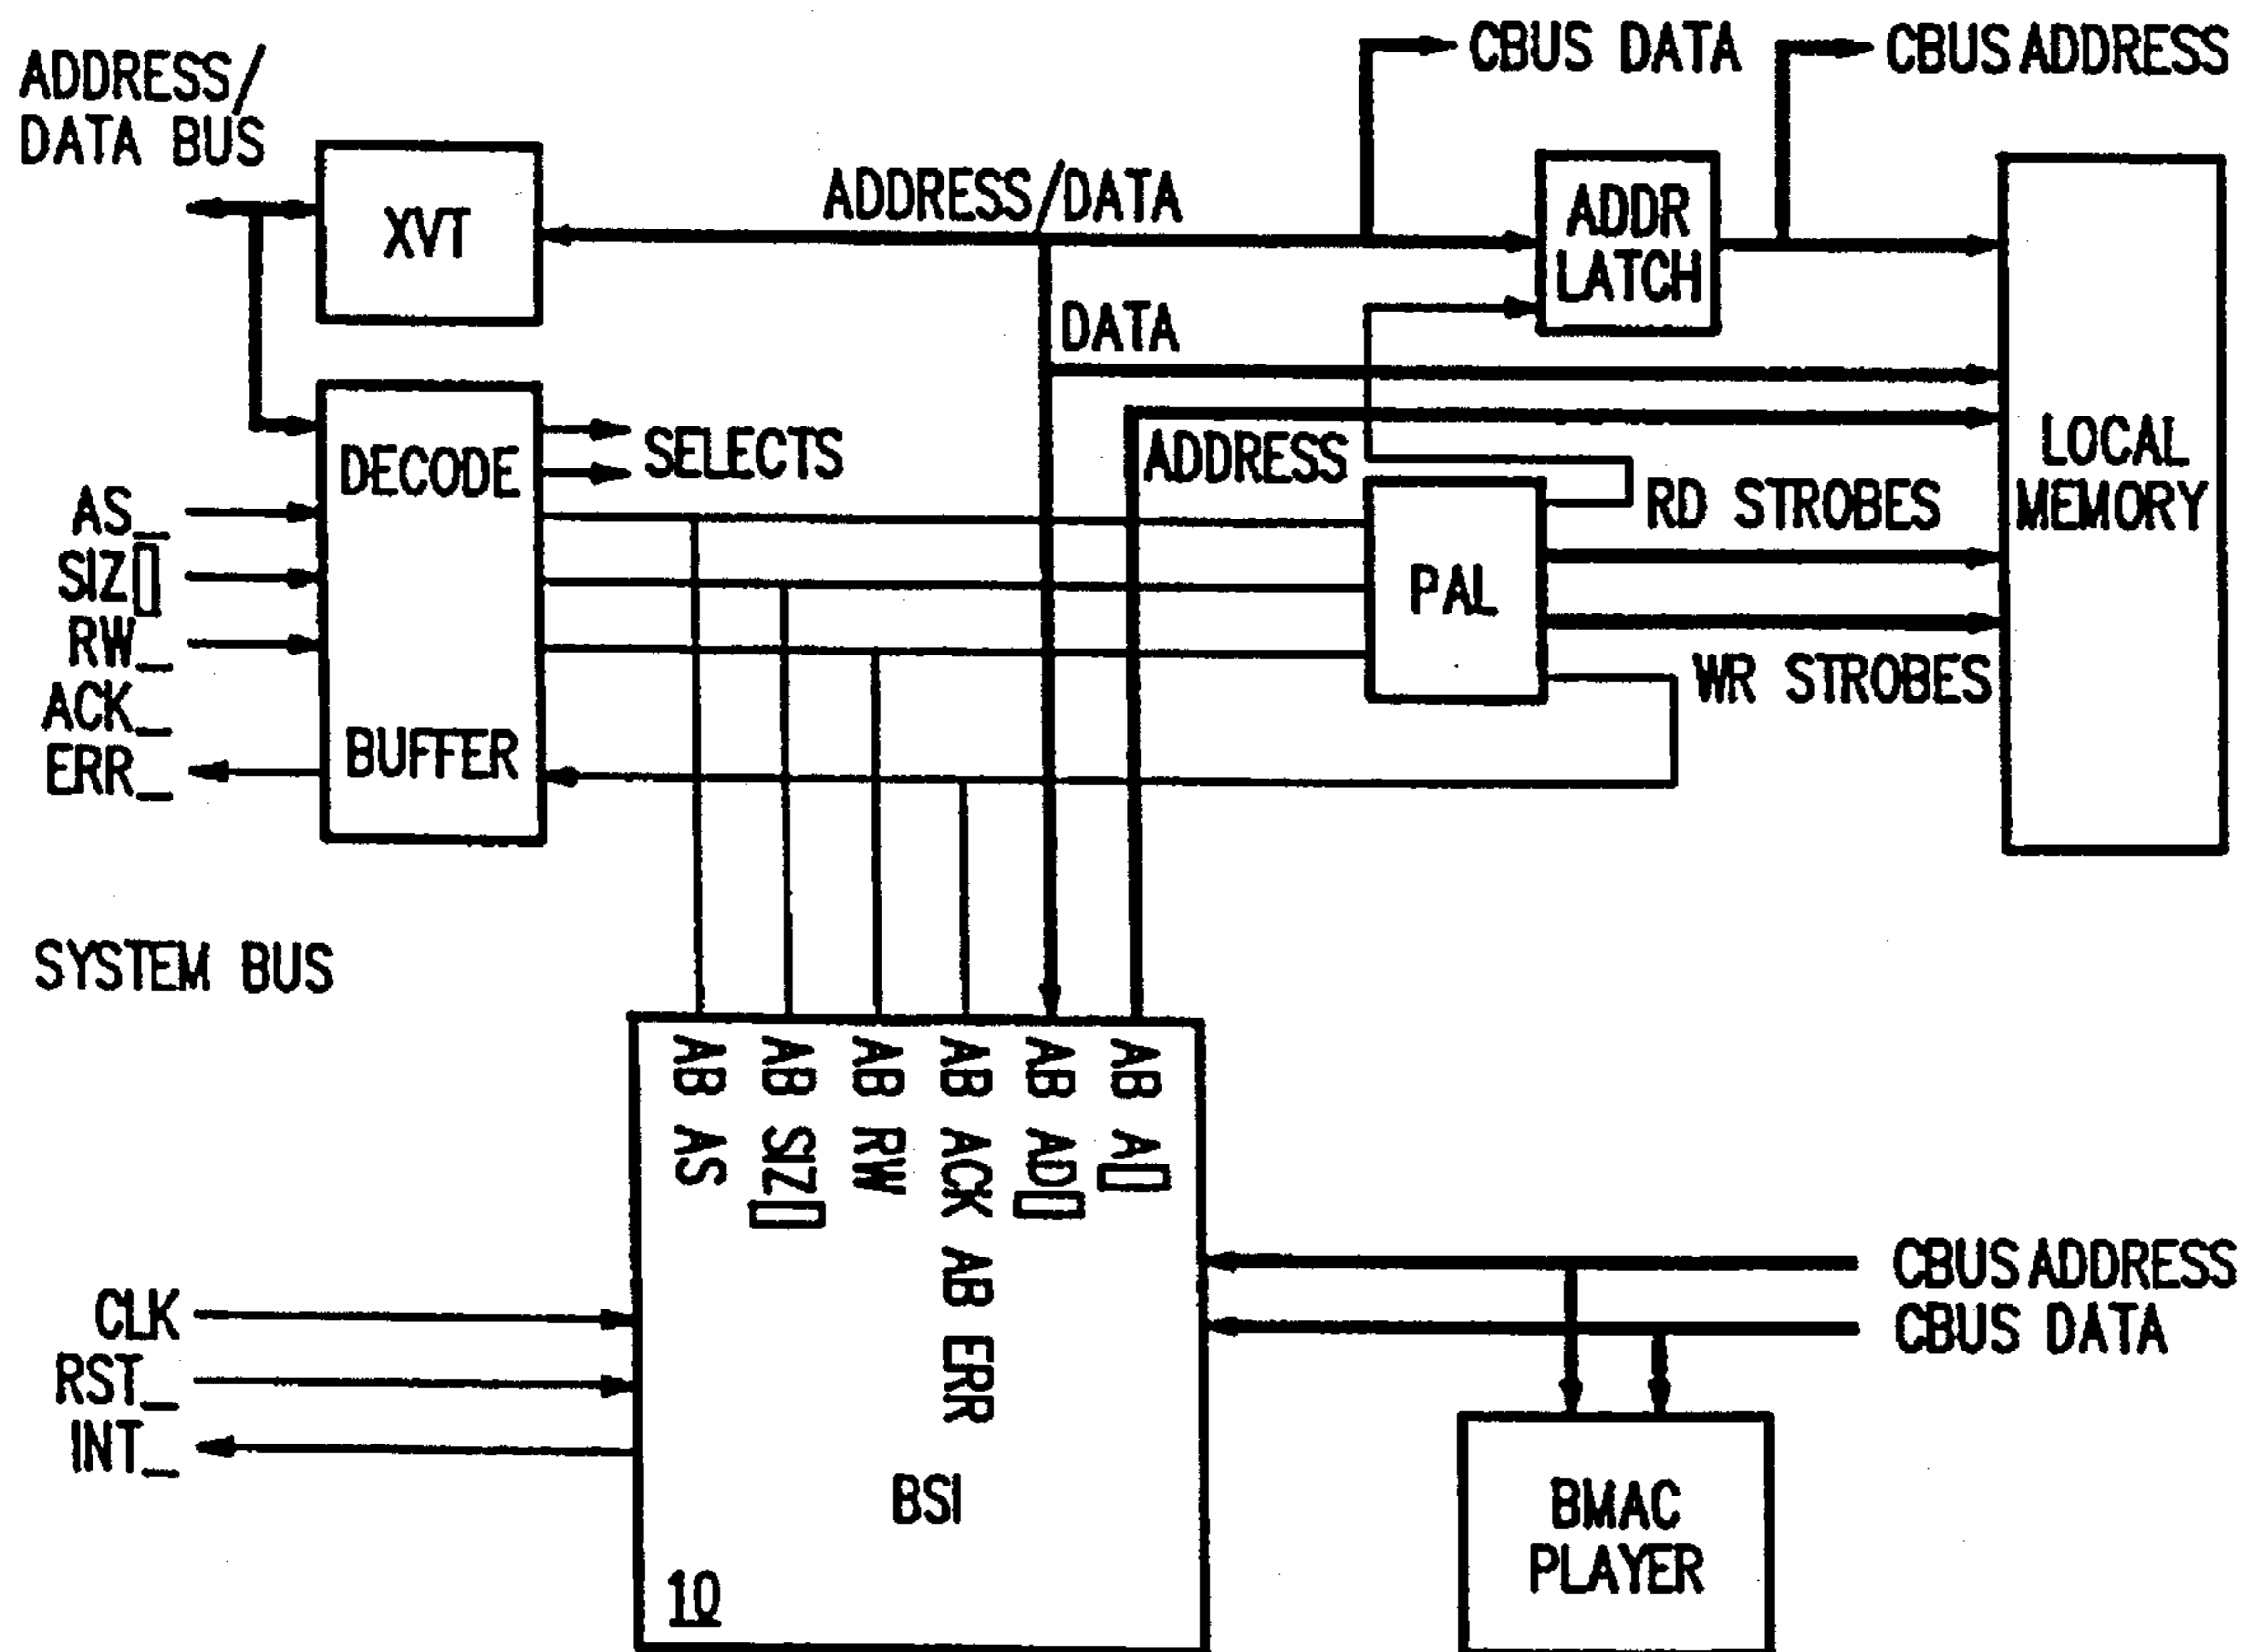 ADDRESS/
DATA BUS
CBUS DATA
CBUS ADDRESS
XVT
ADDRESS/DATA
ADDR
LATCH
DATA
DECODE
SELECTS
ADDRESS
LOCAL
MEMORY
AS_
SIZ[]
RW_
ACK_
ERR_
RD STROBES
PAL
WR STROBES
BUFFER
SYSTEM BUS
AB AS
AB SIZ[]
AB RW
AB ACK AB ERR
AB AD[]
AB A[]
CBUS ADDRESS
CBUS DATA
CLK
RST_
INT_
BSI
10
BMAC
PLAYER